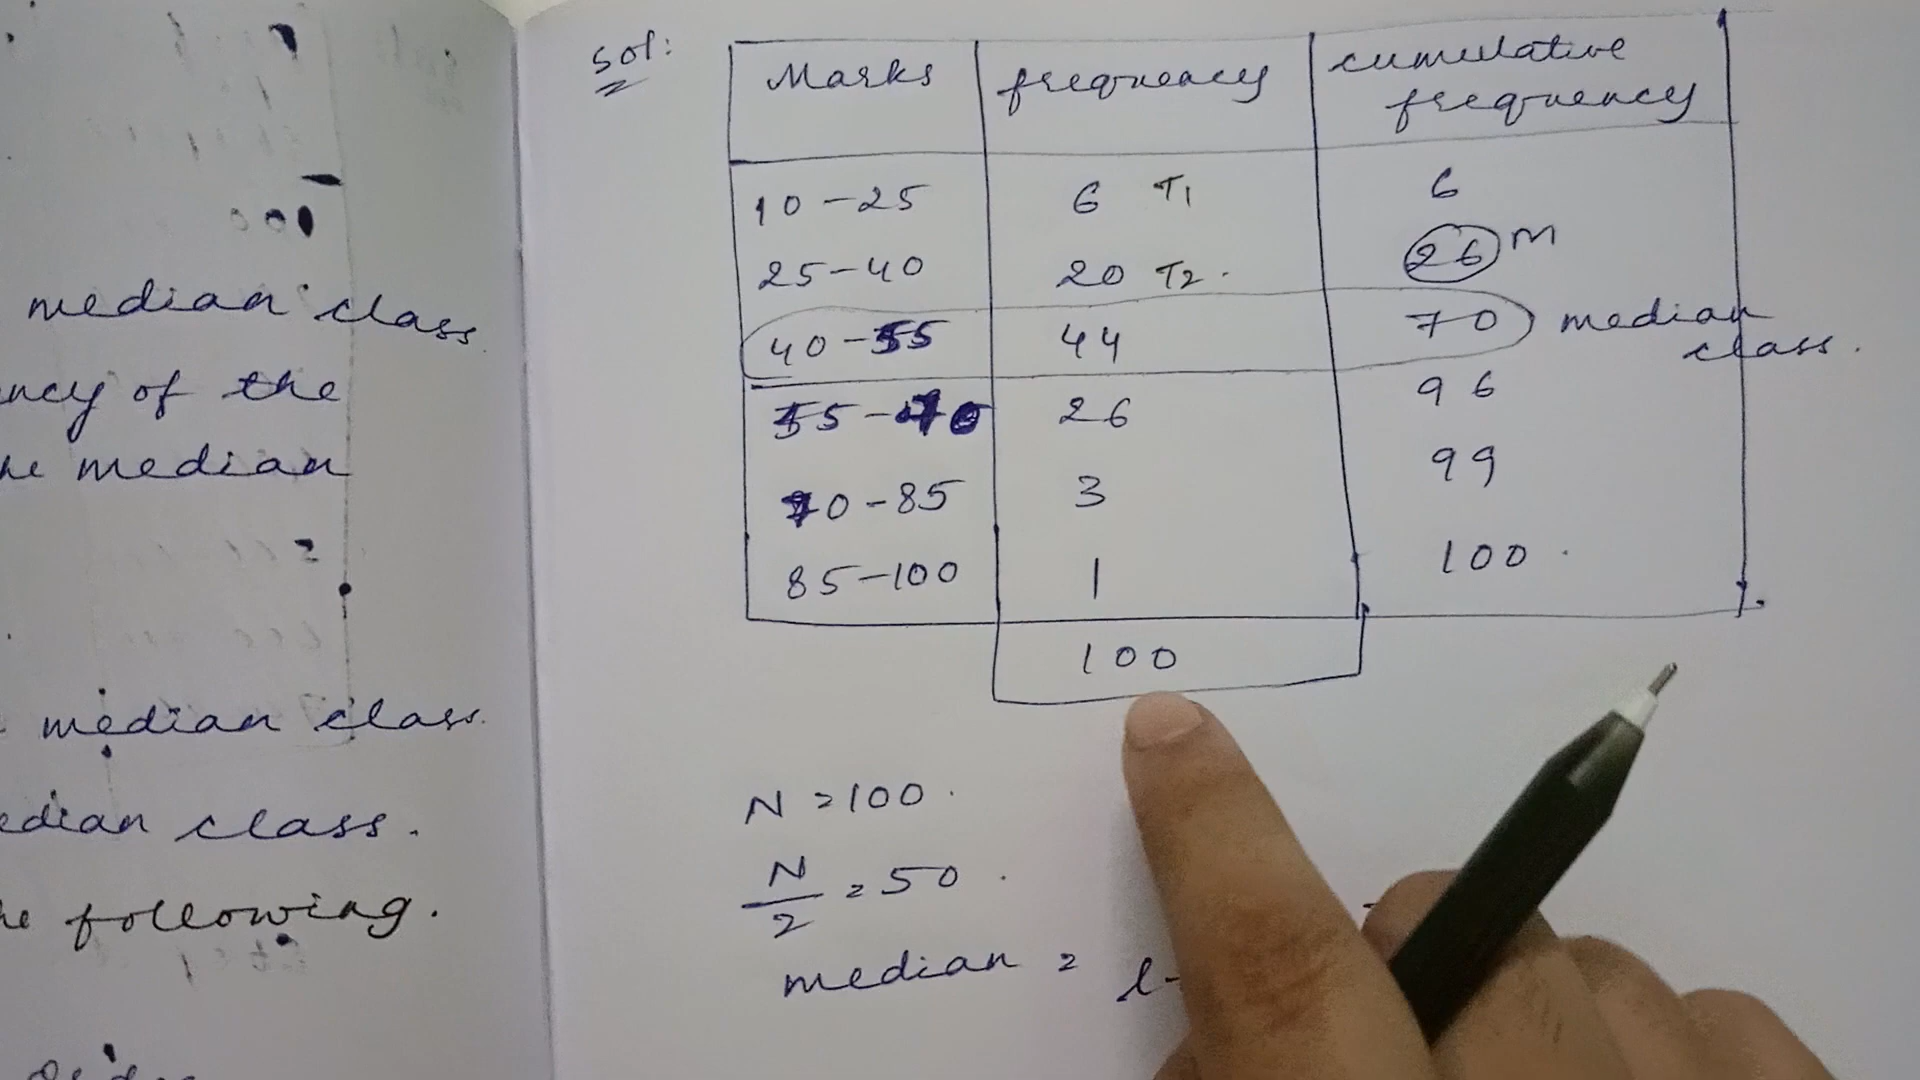 median class
ncy of the
he median
median class.
edian class.
he following.
Sol:
Marks frequency cumulative frequency
10-25 6 T1 6
25-40 20 T2. 26 M
40-55 44 70 median class.
55-70 26 96
70-85 3 99
85-100 1 100.
100
N = 100.
N/2 = 50.
median = l-